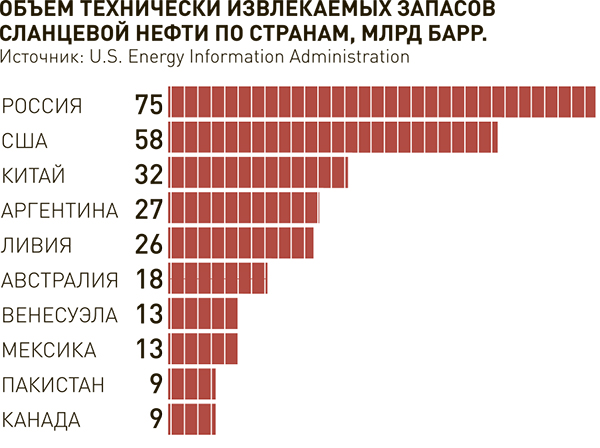 ОБЪЕМ ТЕХНИЧЕСКИ ИЗВЛЕКАЕМЫХ ЗАПАСОВ
СЛАНЦЕВОЙ НЕФТИ ПО СТРАНАМ, МЛРД БАРР.
Источник: U.S. Energy Information Administration
РОССИЯ 75
США 58
КИТАЙ 32
АРГЕНТИНА 27
ЛИВИЯ 26
АВСТРАЛИЯ 18
ВЕНЕСУЭЛА 13
МЕКСИКА 13
ПАКИСТАН 9
КАНАДА 9